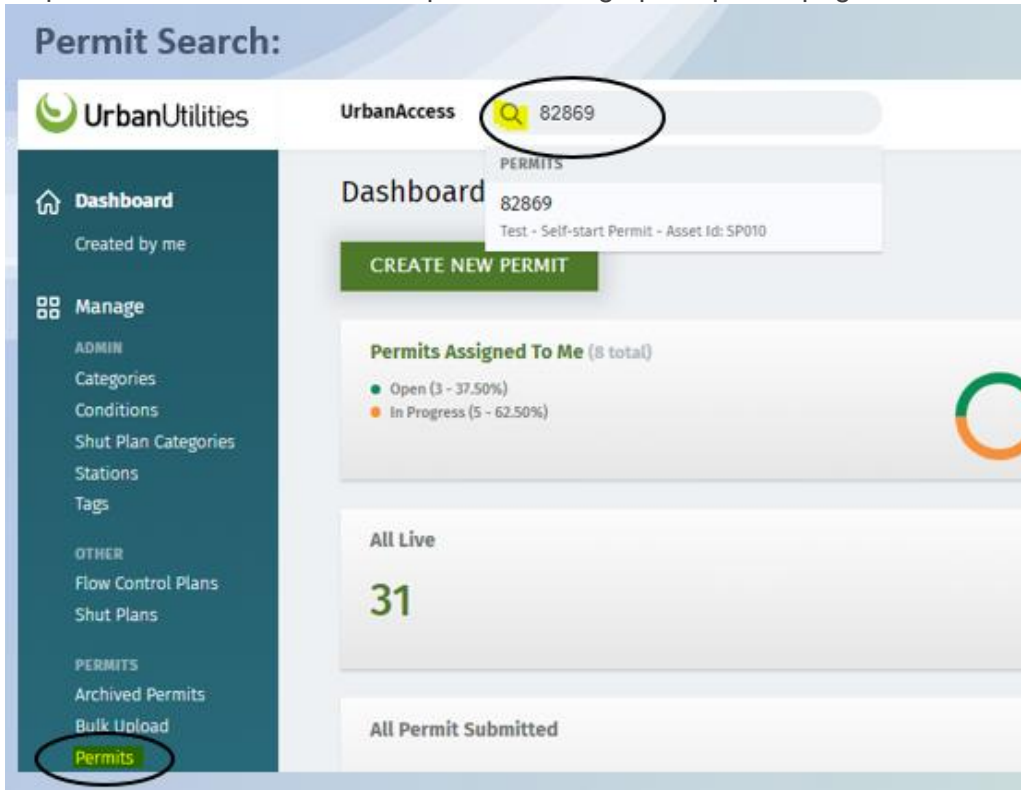 Permit Search:
UrbanUtilities
UrbanAccess
82869
PERMITS
82869
Test - Self-start Permit - Asset Id: SP010
Dashboard
Created by me
Manage
ADMIN
Categories
Conditions
Shut Plan Categories
Stations
Tags
OTHER
Flow Control Plans
Shut Plans
PERMITS
Archived Permits
Bulk Upload
Permits
Dashboard
CREATE NEW PERMIT
Permits Assigned To Me (8 total)
Open (3 - 37.50%)
In Progress (5 - 62.50%)
All Live
31
All Permit Submitted